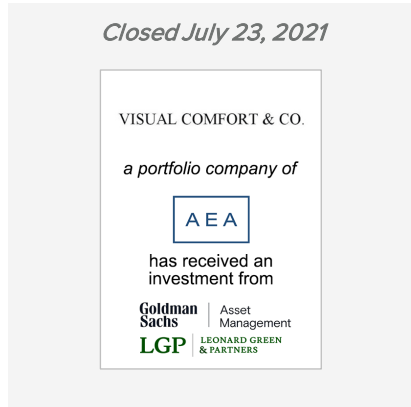 Closed July 23, 2021
VISUAL COMFORT & CO.
a portfolio company of
AEA
has received an
investment from
Goldman
Sachs
Asset
Management
LGP
LEONARD GREEN
& PARTNERS